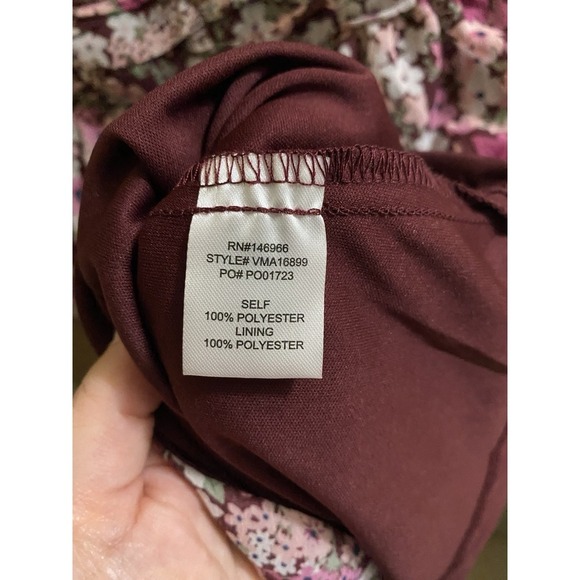 RN#146966
STYLE# VMA16899
PO# PO01723
SELF
100% POLYESTER
LINING
100% POLYESTER